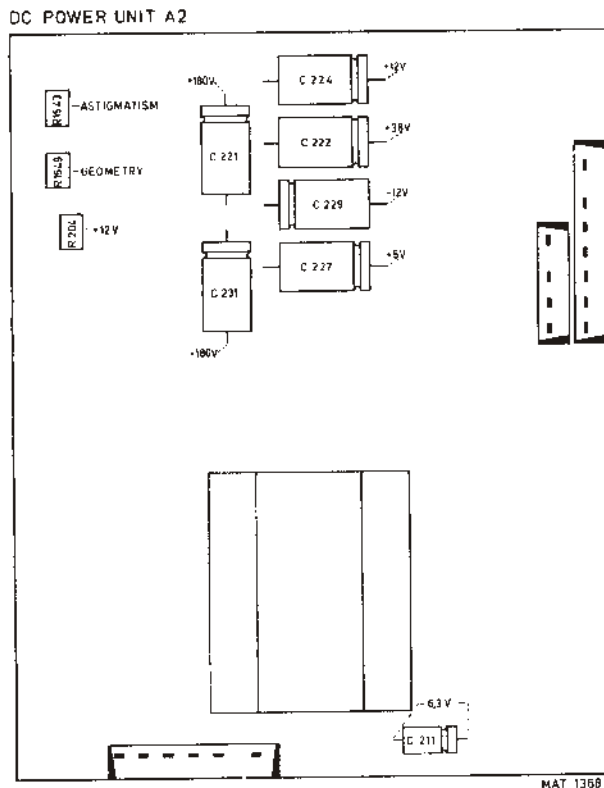 DC POWER UNIT A2
+12V
C 224
+180V
R1543
ASTIGMATISM
+38V
C 222
C 221
R1549
GEOMETRY
-12V
C 229
R 204
+12V
C 227
C 231
+180V
6,3 V
C 211
MAT 1368